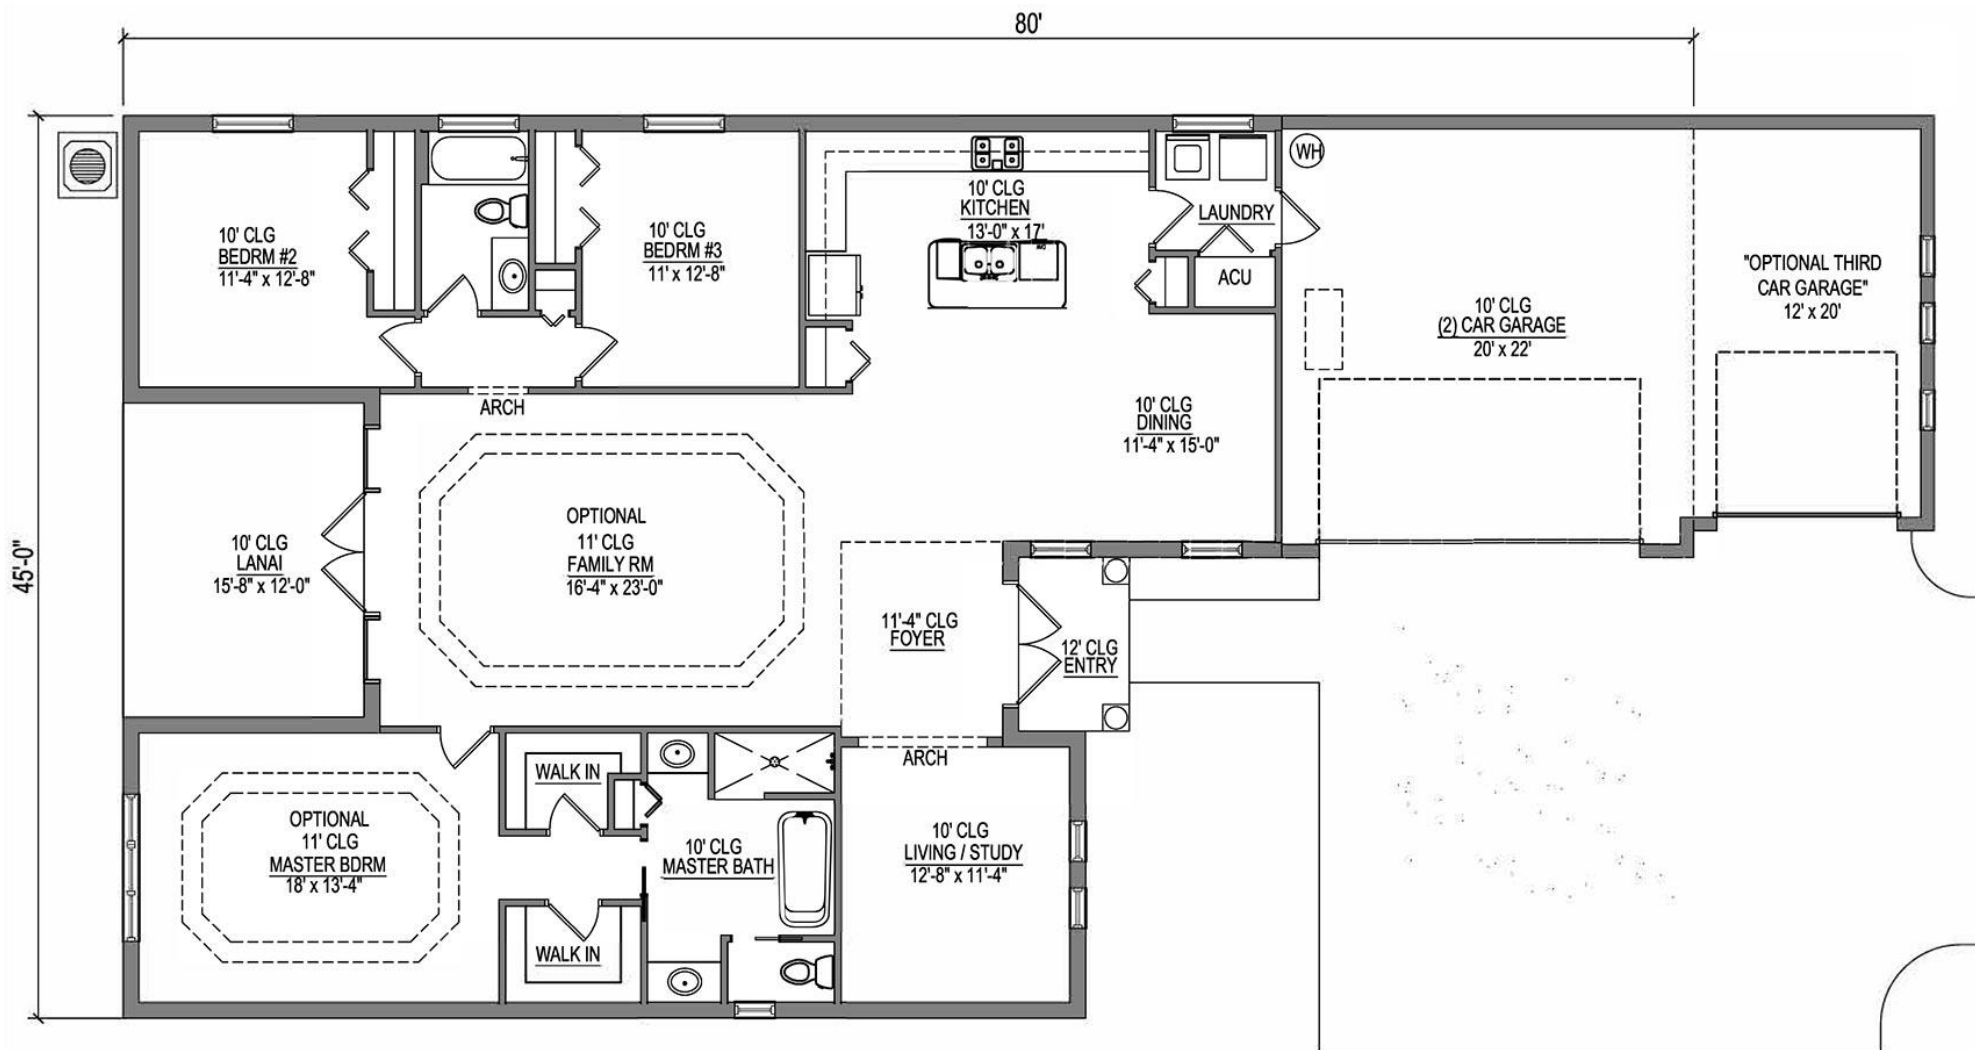 80'
45'-0"
10' CLG
BEDRM #2
11'-4" x 12'-8"
10' CLG
BEDRM #3
11' x 12'-8"
10' CLG
KITCHEN
13'-0" x 17'
LAUNDRY
WH
ACU
10' CLG
(2) CAR GARAGE
20' x 22'
"OPTIONAL THIRD
CAR GARAGE"
12' x 20'
ARCH
10' CLG
DINING
11'-4" x 15'-0"
10' CLG
LANAI
15'-8" x 12'-0"
OPTIONAL
11' CLG
FAMILY RM
16'-4" x 23'-0"
11'-4" CLG
FOYER
12' CLG
ENTRY
ARCH
OPTIONAL
11' CLG
MASTER BDRM
18' x 13'-4"
WALK IN
10' CLG
MASTER BATH
WALK IN
10' CLG
LIVING / STUDY
12'-8" x 11'-4"